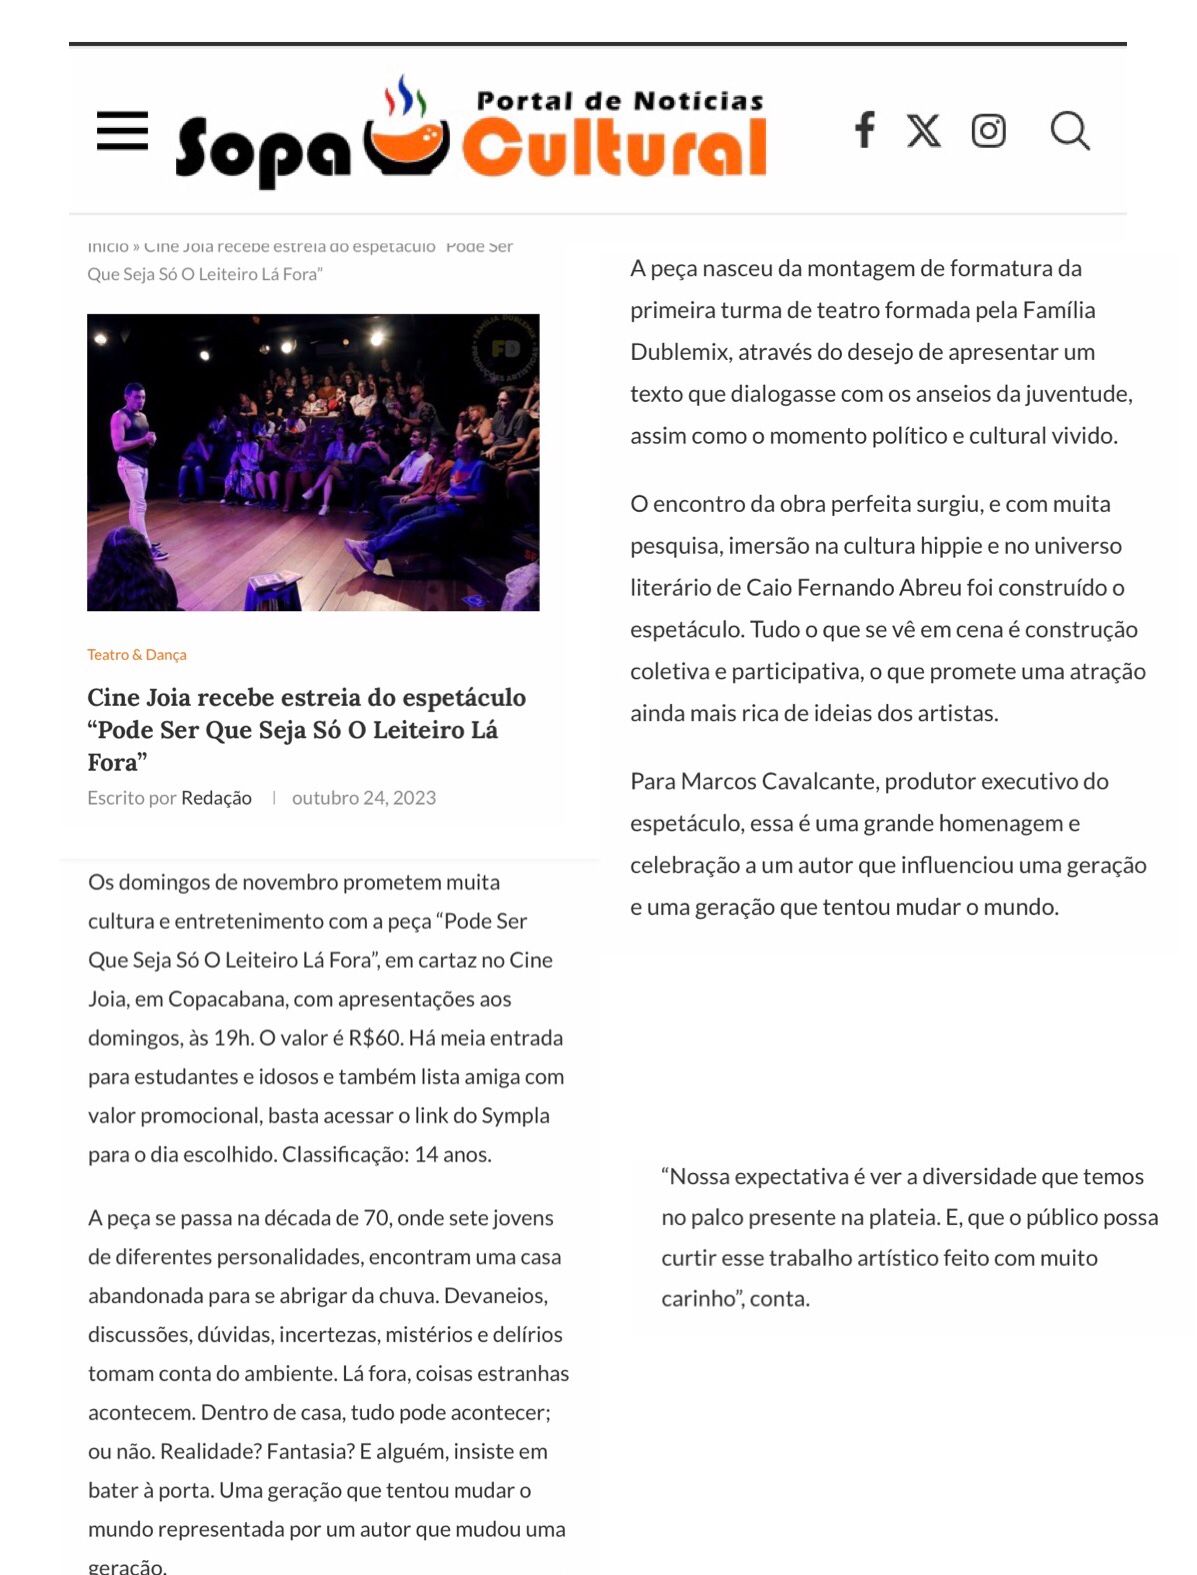 Portal de Notícias
Sopa Cultural
Início » Cine Joia recebe estreia do espetáculo “Pode Ser
Que Seja Só O Leiteiro Lá Fora”
FAMÍLIA DUBLEMIX
FD
PRODUÇÕES ARTÍSTICAS
Teatro & Dança
Cine Joia recebe estreia do espetáculo
“Pode Ser Que Seja Só O Leiteiro Lá
Fora”
Escrito por Redação | outubro 24, 2023
Os domingos de novembro prometem muita
cultura e entretenimento com a peça “Pode Ser
Que Seja Só O Leiteiro Lá Fora”, em cartaz no Cine
Joia, em Copacabana, com apresentações aos
domingos, às 19h. O valor é R$60. Há meia entrada
para estudantes e idosos e também lista amiga com
valor promocional, basta acessar o link do Sympla
para o dia escolhido. Classificação: 14 anos.
A peça se passa na década de 70, onde sete jovens
de diferentes personalidades, encontram uma casa
abandonada para se abrigar da chuva. Devaneios,
discussões, dúvidas, incertezas, mistérios e delírios
tomam conta do ambiente. Lá fora, coisas estranhas
acontecem. Dentro de casa, tudo pode acontecer;
ou não. Realidade? Fantasia? E alguém, insiste em
bater à porta. Uma geração que tentou mudar o
mundo representada por um autor que mudou uma
geração.
A peça nasceu da montagem de formatura da
primeira turma de teatro formada pela Família
Dublemix, através do desejo de apresentar um
texto que dialogasse com os anseios da juventude,
assim como o momento político e cultural vivido.
O encontro da obra perfeita surgiu, e com muita
pesquisa, imersão na cultura hippie e no universo
literário de Caio Fernando Abreu foi construído o
espetáculo. Tudo o que se vê em cena é construção
coletiva e participativa, o que promete uma atração
ainda mais rica de ideias dos artistas.
Para Marcos Cavalcante, produtor executivo do
espetáculo, essa é uma grande homenagem e
celebração a um autor que influenciou uma geração
e uma geração que tentou mudar o mundo.
“Nossa expectativa é ver a diversidade que temos
no palco presente na plateia. E, que o público possa
curtir esse trabalho artístico feito com muito
carinho”, conta.